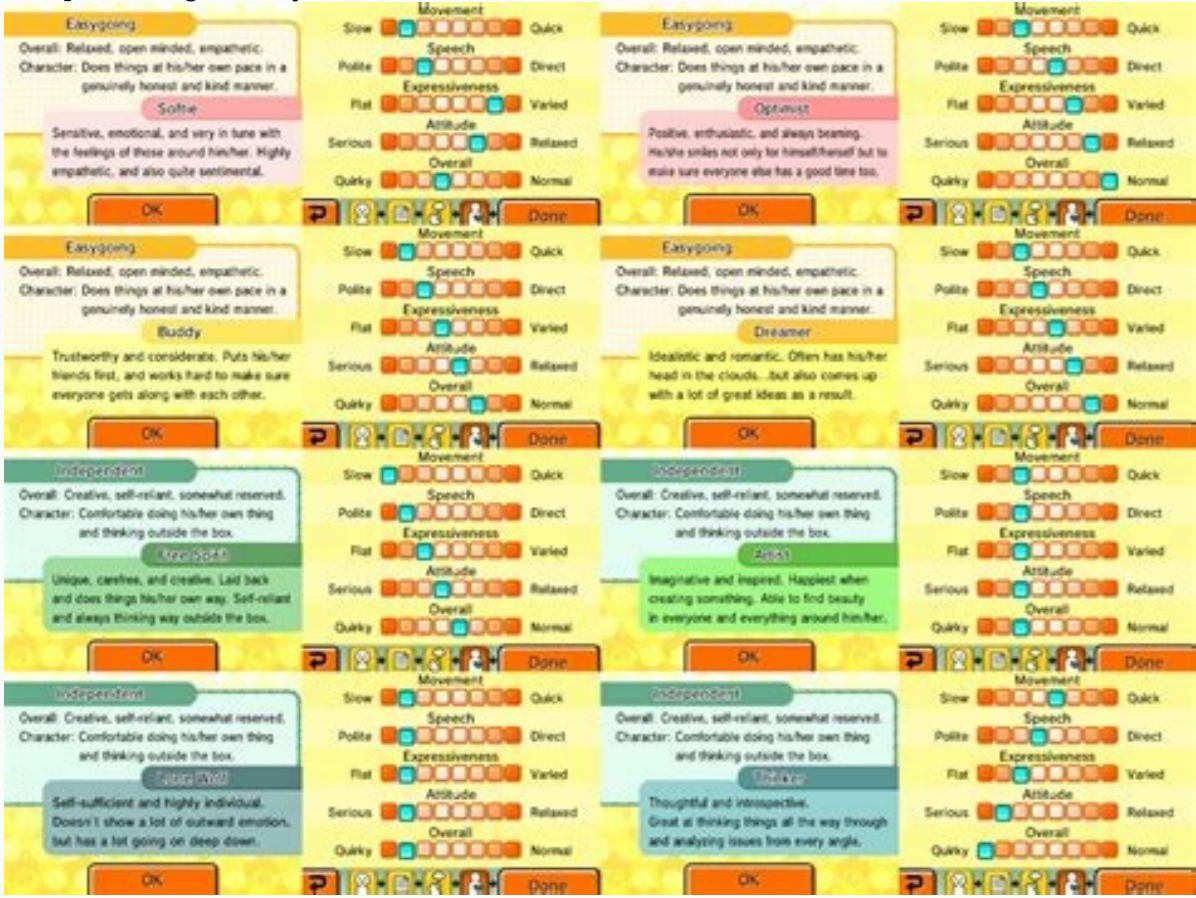 Easygoing
Overall: Relaxed, open minded, empathetic.
Character: Does things at his/her own pace in a
genuinely honest and kind manner.
Softie
Sensitive, emotional, and very in tune with
the feelings of those around him/her. Highly
empathetic, and also quite sentimental.
OK
Movement
Slow Quick
Speech
Polite Direct
Expressiveness
Flat Varied
Attitude
Serious Relaxed
Overall
Quirky Normal
Done
Easygoing
Overall: Relaxed, open minded, empathetic.
Character: Does things at his/her own pace in a
genuinely honest and kind manner.
Optimist
Positive, enthusiastic, and always beaming.
He/she smiles not only for himself/herself but to
make sure everyone else has a good time too.
OK
Movement
Slow Quick
Speech
Polite Direct
Expressiveness
Flat Varied
Attitude
Serious Relaxed
Overall
Quirky Normal
Done
Easygoing
Overall: Relaxed, open minded, empathetic.
Character: Does things at his/her own pace in a
genuinely honest and kind manner.
Buddy
Trustworthy and considerate. Puts his/her
friends first, and works hard to make sure
everyone gets along with each other.
OK
Movement
Slow Quick
Speech
Polite Direct
Expressiveness
Flat Varied
Attitude
Serious Relaxed
Overall
Quirky Normal
Done
Easygoing
Overall: Relaxed, open minded, empathetic.
Character: Does things at his/her own pace in a
genuinely honest and kind manner.
Dreamer
Idealistic and romantic. Often has his/her
head in the clouds...but also comes up
with a lot of great ideas as a result.
OK
Movement
Slow Quick
Speech
Polite Direct
Expressiveness
Flat Varied
Attitude
Serious Relaxed
Overall
Quirky Normal
Done
Independent
Overall: Creative, self-reliant, somewhat reserved.
Character: Comfortable doing his/her own thing
and thinking outside the box.
Free Spirit
Unique, carefree, and creative. Laid back
and does things his/her own way. Self-reliant
and always thinking way outside the box.
OK
Movement
Slow Quick
Speech
Polite Direct
Expressiveness
Flat Varied
Attitude
Serious Relaxed
Overall
Quirky Normal
Done
Independent
Overall: Creative, self-reliant, somewhat reserved.
Character: Comfortable doing his/her own thing
and thinking outside the box.
Artist
Imaginative and inspired. Happiest when
creating something. Able to find beauty
in everyone and everything around him/her.
OK
Movement
Slow Quick
Speech
Polite Direct
Expressiveness
Flat Varied
Attitude
Serious Relaxed
Overall
Quirky Normal
Done
Independent
Overall: Creative, self-reliant, somewhat reserved.
Character: Comfortable doing his/her own thing
and thinking outside the box.
Lone Wolf
Self-sufficient and highly individual.
Doesn't show a lot of outward emotion,
but has a lot going on deep down.
OK
Movement
Slow Quick
Speech
Polite Direct
Expressiveness
Flat Varied
Attitude
Serious Relaxed
Overall
Quirky Normal
Done
Independent
Overall: Creative, self-reliant, somewhat reserved.
Character: Comfortable doing his/her own thing
and thinking outside the box.
Thinker
Thoughtful and introspective.
Great at thinking things all the way through
and analyzing issues from every angle.
OK
Movement
Slow Quick
Speech
Polite Direct
Expressiveness
Flat Varied
Attitude
Serious Relaxed
Overall
Quirky Normal
Done